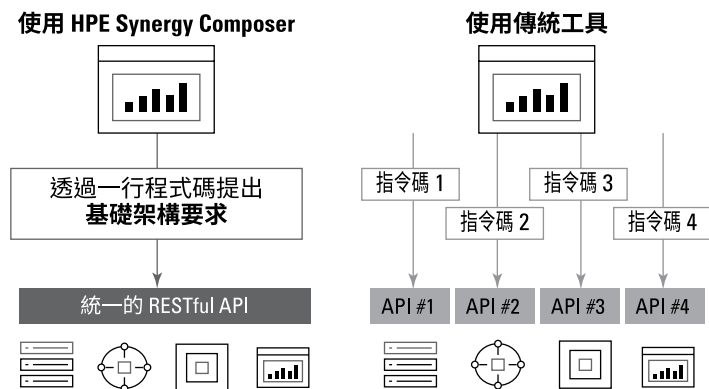 使用 HPE Synergy Composer
透過一行程式碼提出
基礎架構要求
統一的 RESTful API
使用傳統工具
指令碼 1
指令碼 2
指令碼 3
指令碼 4
API #1
API #2
API #3
API #4